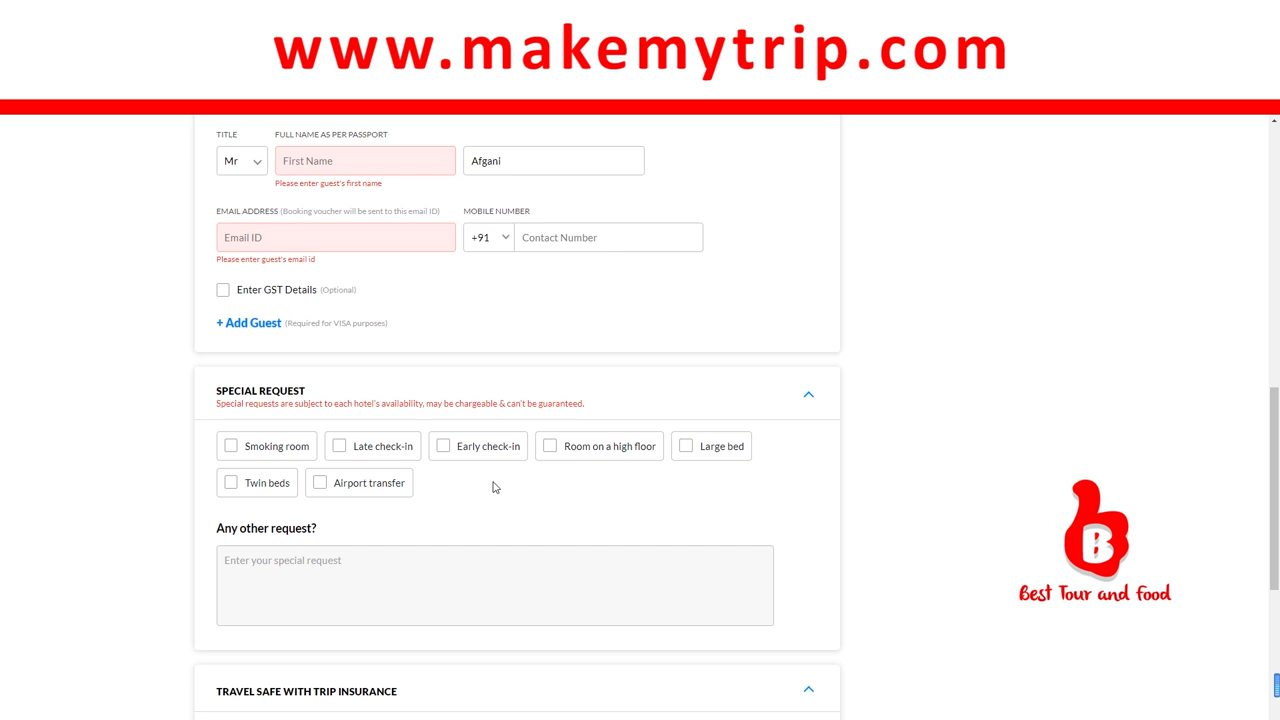 www.makemytrip.com
TITLE FULL NAME AS PER PASSPORT
Mr First Name Afgani
Please enter guest's first name
EMAIL ADDRESS (Booking voucher will be sent to this email ID) MOBILE NUMBER
Email ID +91 Contact Number
Please enter guest's email id
Enter GST Details (Optional)
+ Add Guest (Required for VISA purposes)
SPECIAL REQUEST
Special requests are subject to each hotel's availability, may be chargeable & can't be guaranteed.
Smoking room Late check-in Early check-in Room on a high floor Large bed
Twin beds Airport transfer
Any other request?
Enter your special request
B
Best Tour and Food
TRAVEL SAFE WITH TRIP INSURANCE